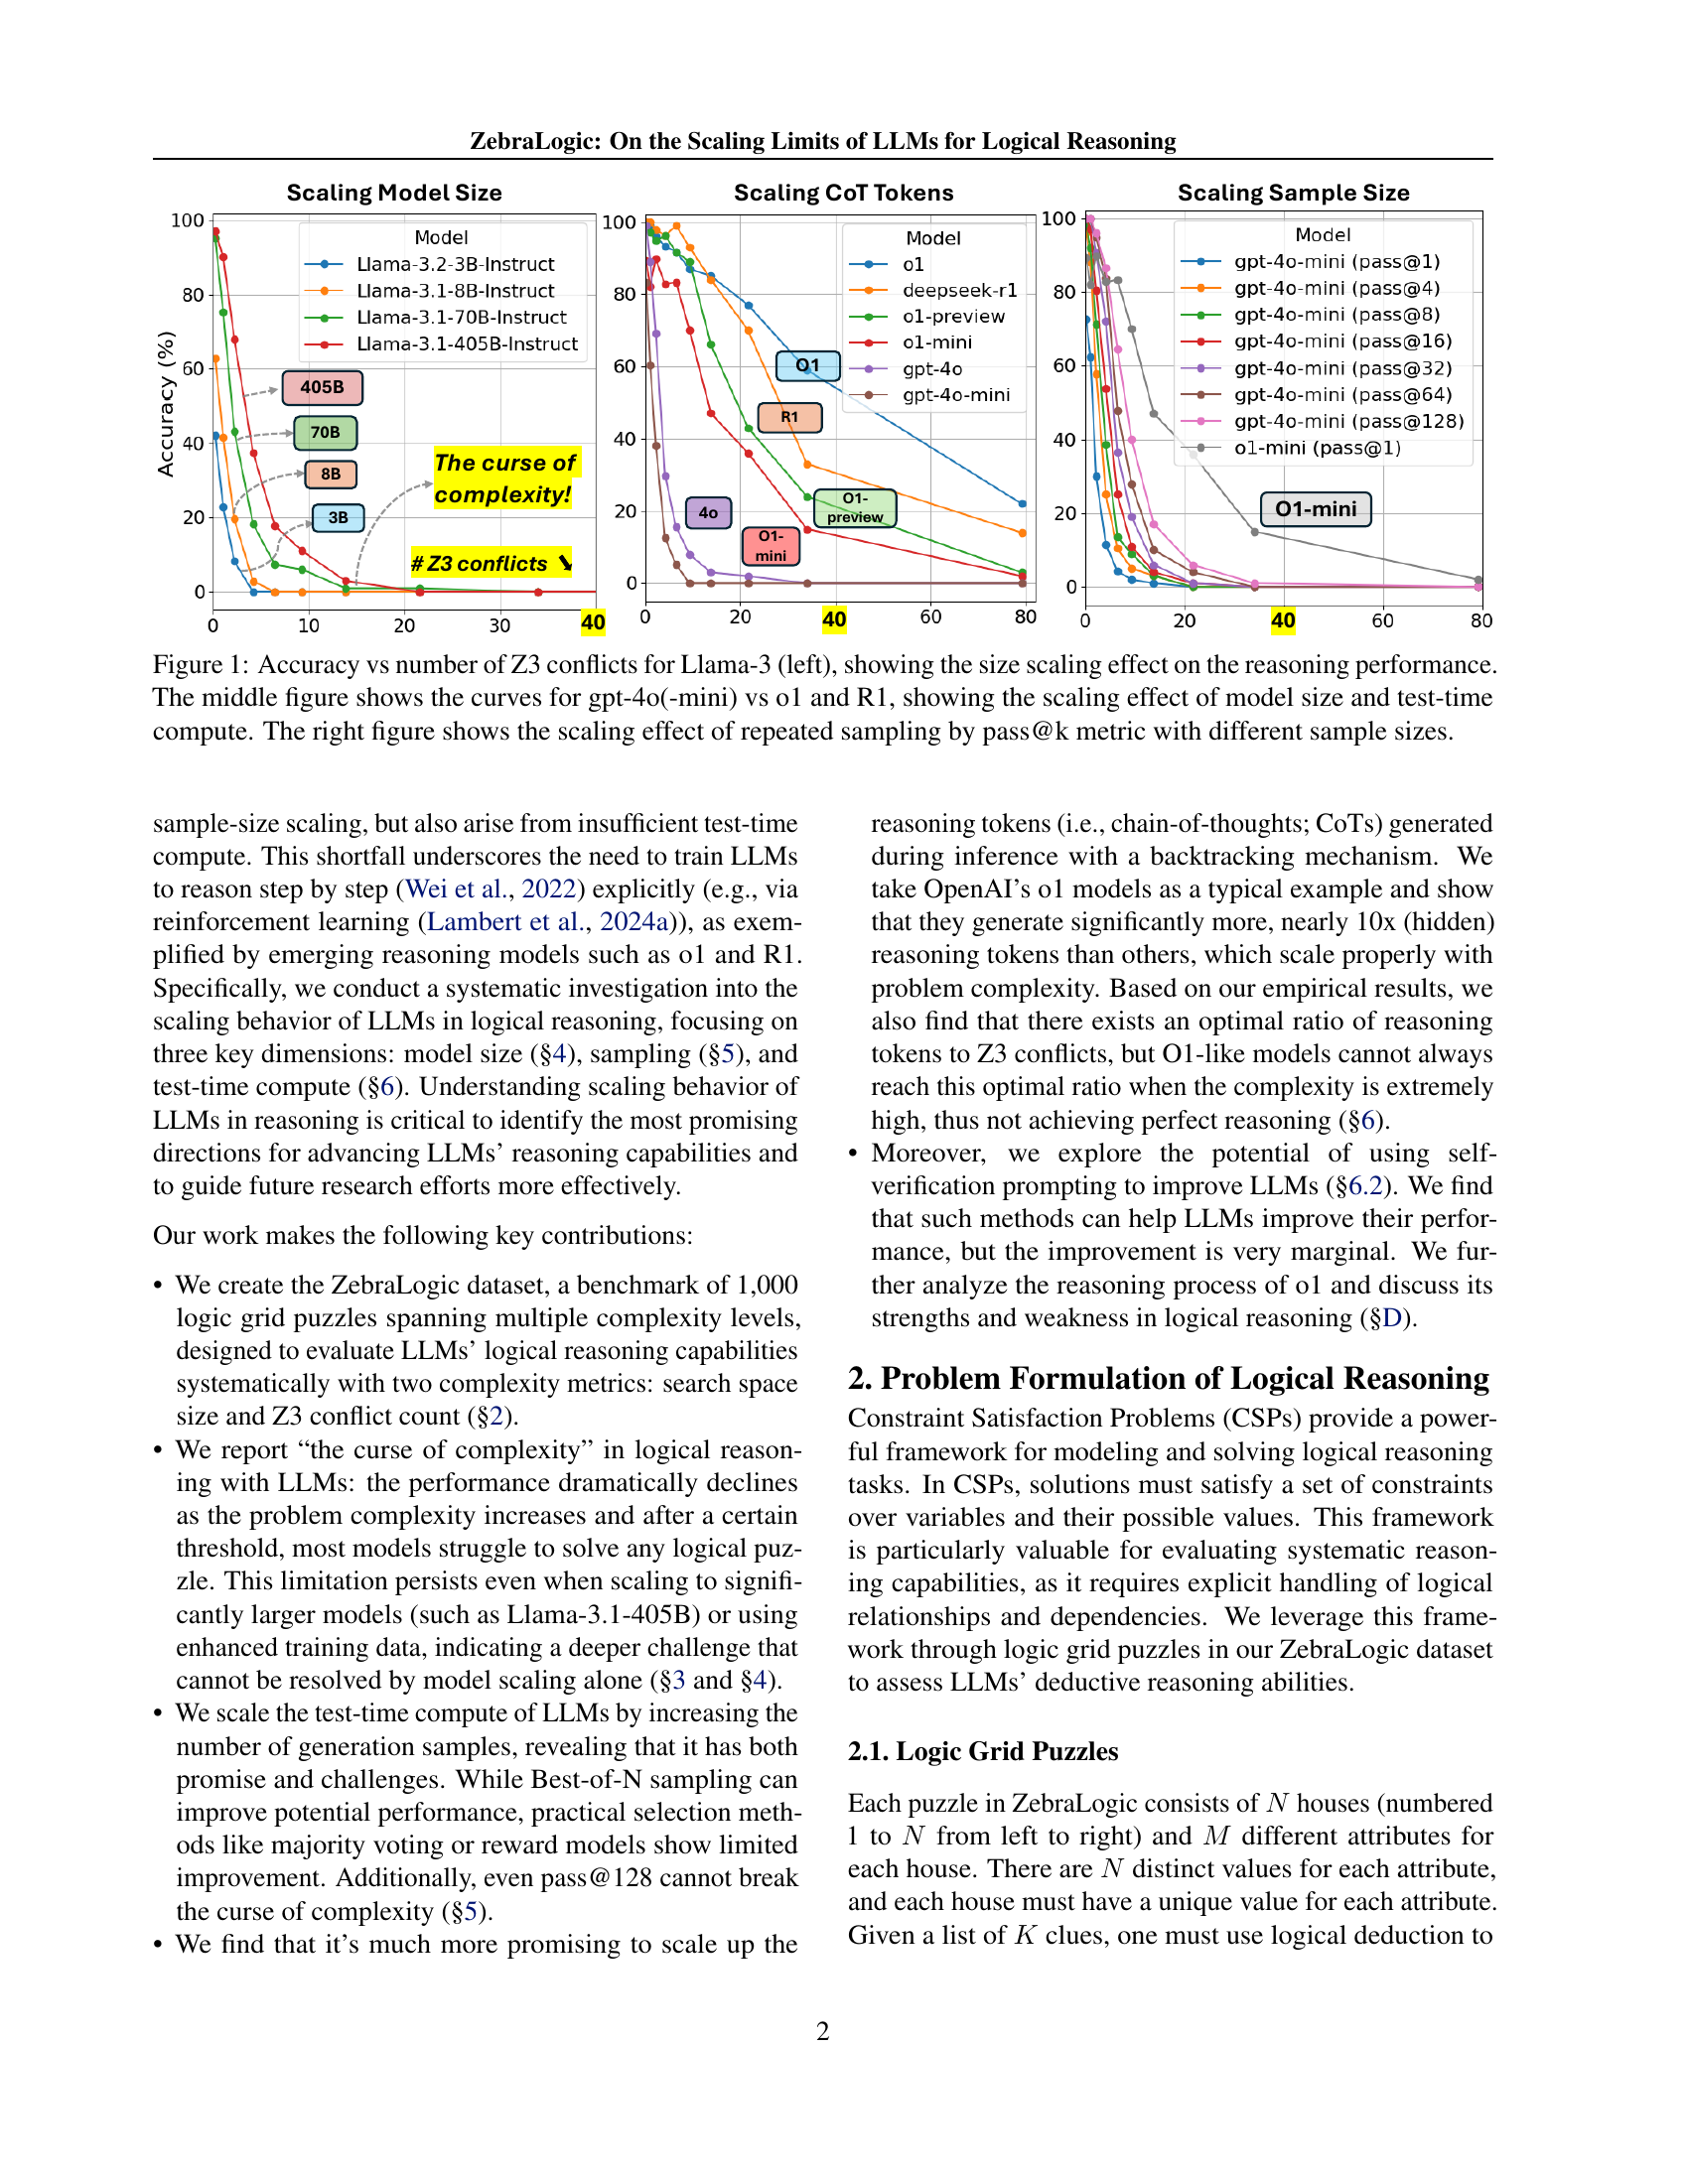 ZebraLogic: On the Scaling Limits of LLMs for Logical Reasoning
Scaling Model Size
Accuracy (%)
100
80
60
40
20
0
0
10
20
30
40
Model
Llama-3.2-3B-Instruct
Llama-3.1-8B-Instruct
Llama-3.1-70B-Instruct
Llama-3.1-405B-Instruct
405B
70B
8B
3B
The curse of
complexity!
# Z3 conflicts ↘
Scaling CoT Tokens
100
80
60
40
20
0
0
20
40
60
80
Model
o1
deepseek-r1
o1-preview
o1-mini
gpt-4o
gpt-4o-mini
O1
R1
4o
O1-
preview
O1-
mini
Scaling Sample Size
100
80
60
40
20
0
0
20
40
60
80
Model
gpt-4o-mini (pass@1)
gpt-4o-mini (pass@4)
gpt-4o-mini (pass@8)
gpt-4o-mini (pass@16)
gpt-4o-mini (pass@32)
gpt-4o-mini (pass@64)
gpt-4o-mini (pass@128)
o1-mini (pass@1)
O1-mini
Figure 1: Accuracy vs number of Z3 conflicts for Llama-3 (left), showing the size scaling effect on the reasoning performance.
The middle figure shows the curves for gpt-4o(-mini) vs o1 and R1, showing the scaling effect of model size and test-time
compute. The right figure shows the scaling effect of repeated sampling by pass@k metric with different sample sizes.
sample-size scaling, but also arise from insufficient test-time
compute. This shortfall underscores the need to train LLMs
to reason step by step (Wei et al., 2022) explicitly (e.g., via
reinforcement learning (Lambert et al., 2024a)), as exem-
plified by emerging reasoning models such as o1 and R1.
Specifically, we conduct a systematic investigation into the
scaling behavior of LLMs in logical reasoning, focusing on
three key dimensions: model size (§4), sampling (§5), and
test-time compute (§6). Understanding scaling behavior of
LLMs in reasoning is critical to identify the most promising
directions for advancing LLMs’ reasoning capabilities and
to guide future research efforts more effectively.
Our work makes the following key contributions:
• We create the ZebraLogic dataset, a benchmark of 1,000
logic grid puzzles spanning multiple complexity levels,
designed to evaluate LLMs’ logical reasoning capabilities
systematically with two complexity metrics: search space
size and Z3 conflict count (§2).
• We report “the curse of complexity” in logical reason-
ing with LLMs: the performance dramatically declines
as the problem complexity increases and after a certain
threshold, most models struggle to solve any logical puz-
zle. This limitation persists even when scaling to signifi-
cantly larger models (such as Llama-3.1-405B) or using
enhanced training data, indicating a deeper challenge that
cannot be resolved by model scaling alone (§3 and §4).
• We scale the test-time compute of LLMs by increasing the
number of generation samples, revealing that it has both
promise and challenges. While Best-of-N sampling can
improve potential performance, practical selection meth-
ods like majority voting or reward models show limited
improvement. Additionally, even pass@128 cannot break
the curse of complexity (§5).
• We find that it’s much more promising to scale up the
reasoning tokens (i.e., chain-of-thoughts; CoTs) generated
during inference with a backtracking mechanism. We
take OpenAI’s o1 models as a typical example and show
that they generate significantly more, nearly 10x (hidden)
reasoning tokens than others, which scale properly with
problem complexity. Based on our empirical results, we
also find that there exists an optimal ratio of reasoning
tokens to Z3 conflicts, but O1-like models cannot always
reach this optimal ratio when the complexity is extremely
high, thus not achieving perfect reasoning (§6).
• Moreover, we explore the potential of using self-
verification prompting to improve LLMs (§6.2). We find
that such methods can help LLMs improve their perfor-
mance, but the improvement is very marginal. We fur-
ther analyze the reasoning process of o1 and discuss its
strengths and weakness in logical reasoning (§D).
2. Problem Formulation of Logical Reasoning
Constraint Satisfaction Problems (CSPs) provide a power-
ful framework for modeling and solving logical reasoning
tasks. In CSPs, solutions must satisfy a set of constraints
over variables and their possible values. This framework
is particularly valuable for evaluating systematic reason-
ing capabilities, as it requires explicit handling of logical
relationships and dependencies. We leverage this frame-
work through logic grid puzzles in our ZebraLogic dataset
to assess LLMs’ deductive reasoning abilities.
2.1. Logic Grid Puzzles
Each puzzle in ZebraLogic consists of N houses (numbered
1 to N from left to right) and M different attributes for
each house. There are N distinct values for each attribute,
and each house must have a unique value for each attribute.
Given a list of K clues, one must use logical deduction to
2